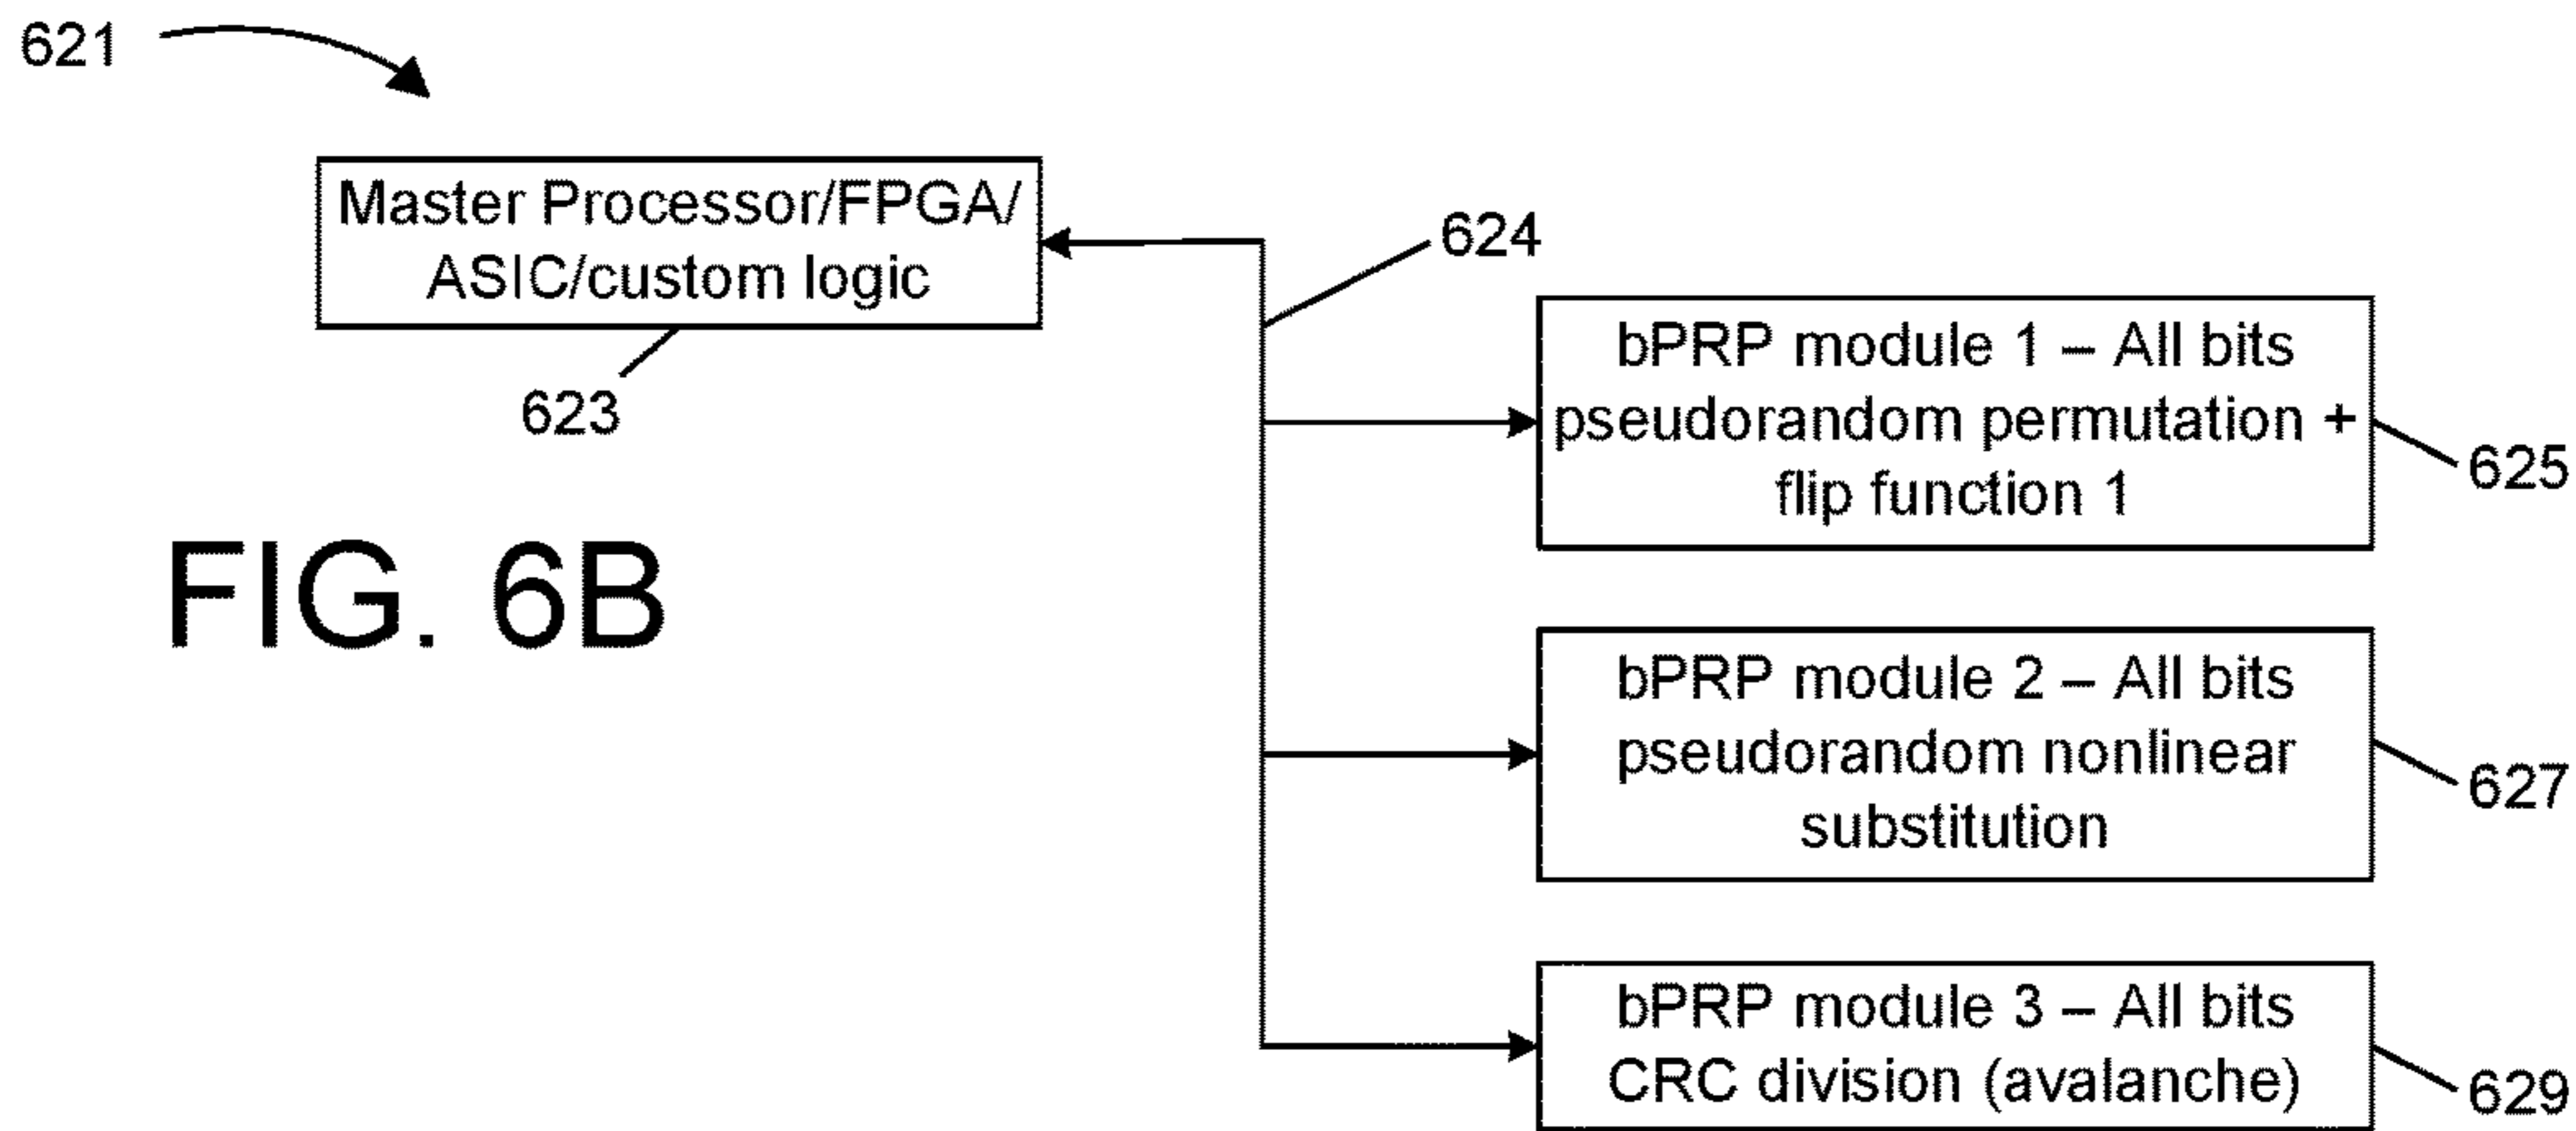 621
Master Processor/FPGA/
ASIC/custom logic
623
624
bPRP module 1 – All bits
pseudorandom permutation +
flip function 1
625
FIG. 6B
bPRP module 2 – All bits
pseudorandom nonlinear
substitution
627
bPRP module 3 – All bits
CRC division (avalanche)
629